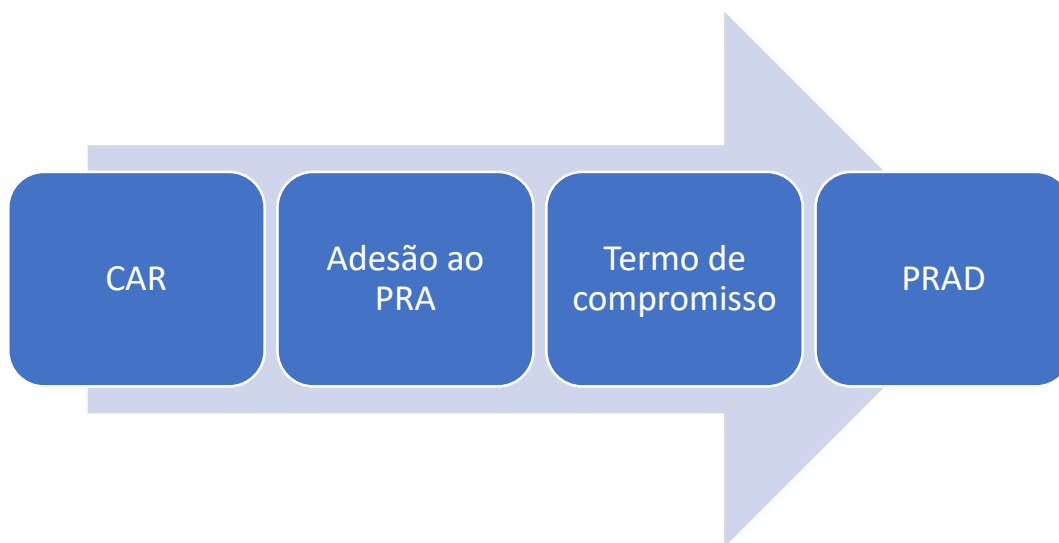 CAR
Adesão ao
PRA
Termo de
compromisso
PRAD